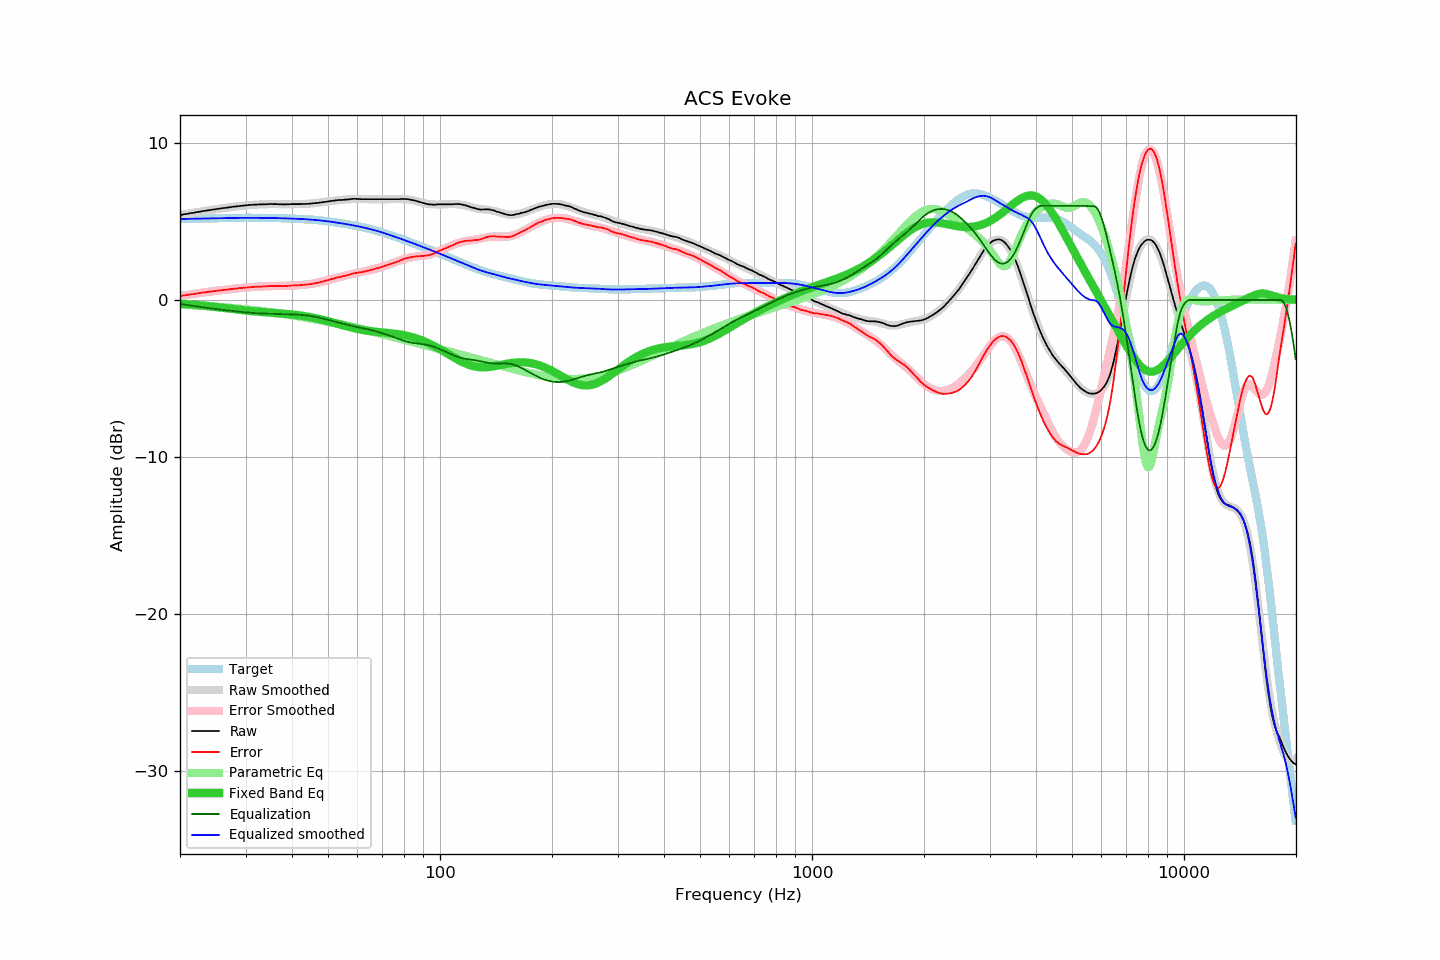 ACS Evoke
10
0
−10
−20
−30
Amplitude (dBr)
Target
Raw Smoothed
Error Smoothed
Raw
Error
Parametric Eq
Fixed Band Eq
Equalization
Equalized smoothed
100
1000
10000
Frequency (Hz)